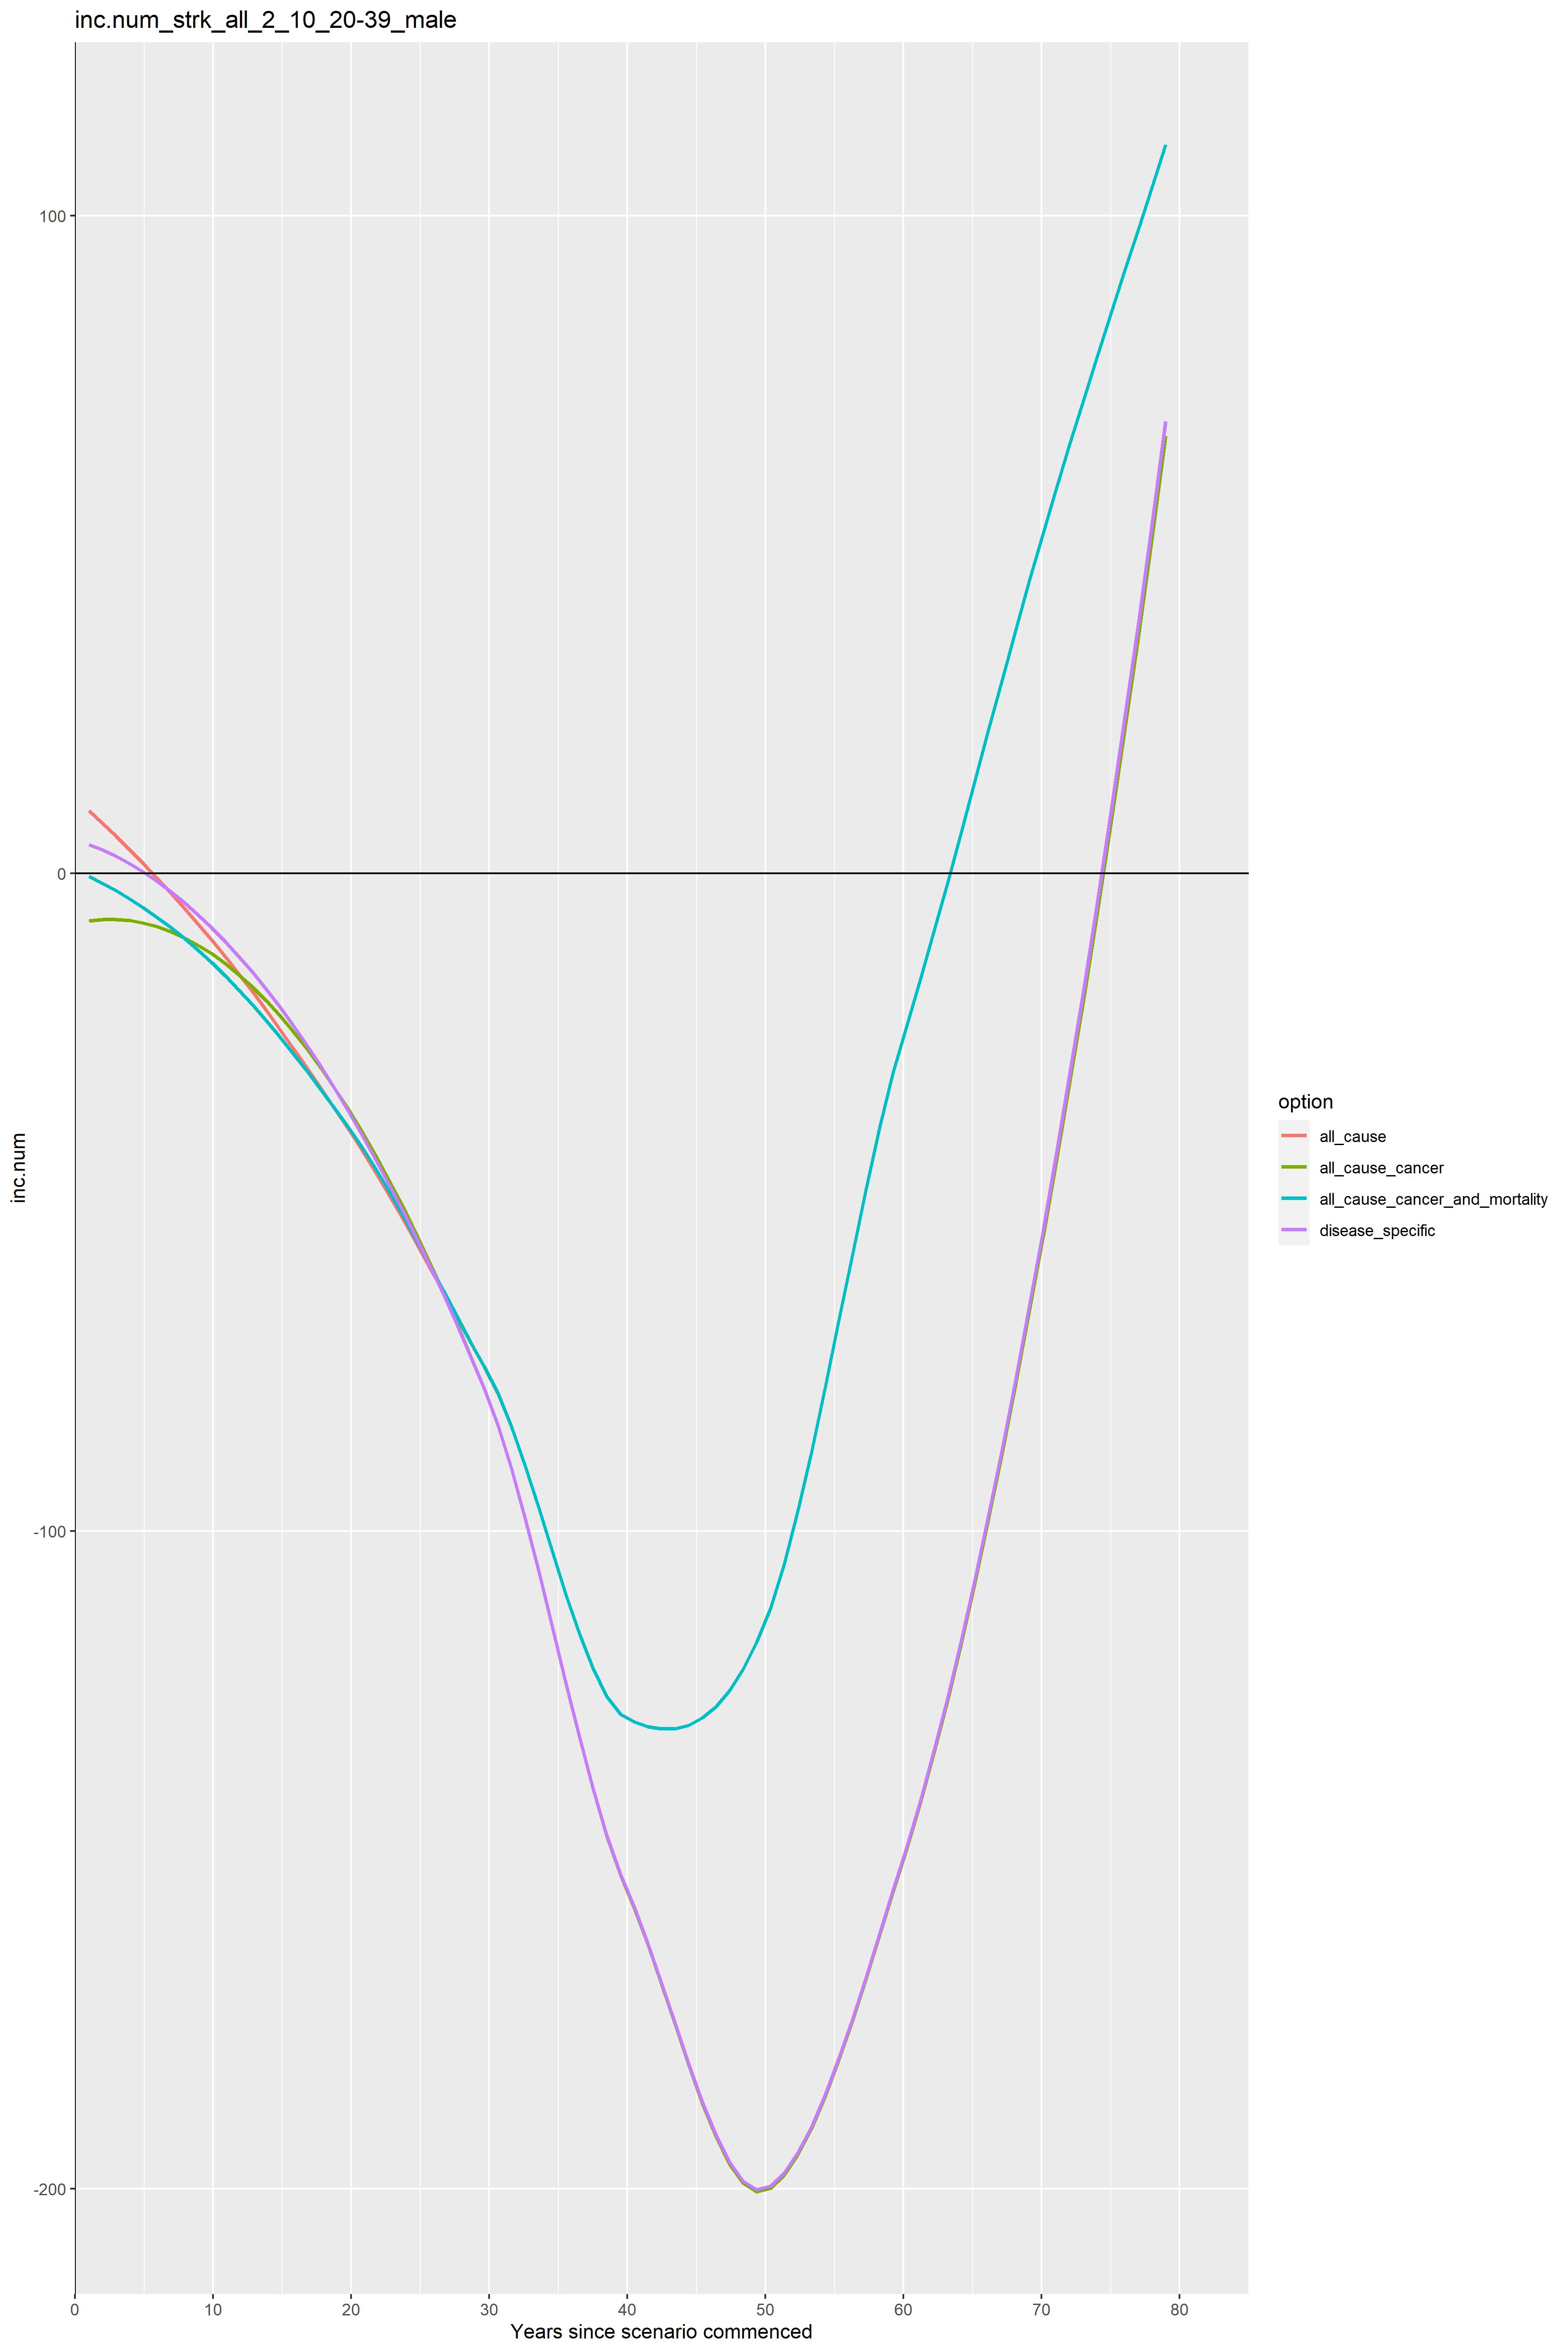 inc.num_strk_all_2_10_20-39_male
100
0
-100
-200
inc.num
0 10 20 30 40 50 60 70 80
Years since scenario commenced
option
all_cause
all_cause_cancer
all_cause_cancer_and_mortality
disease_specific